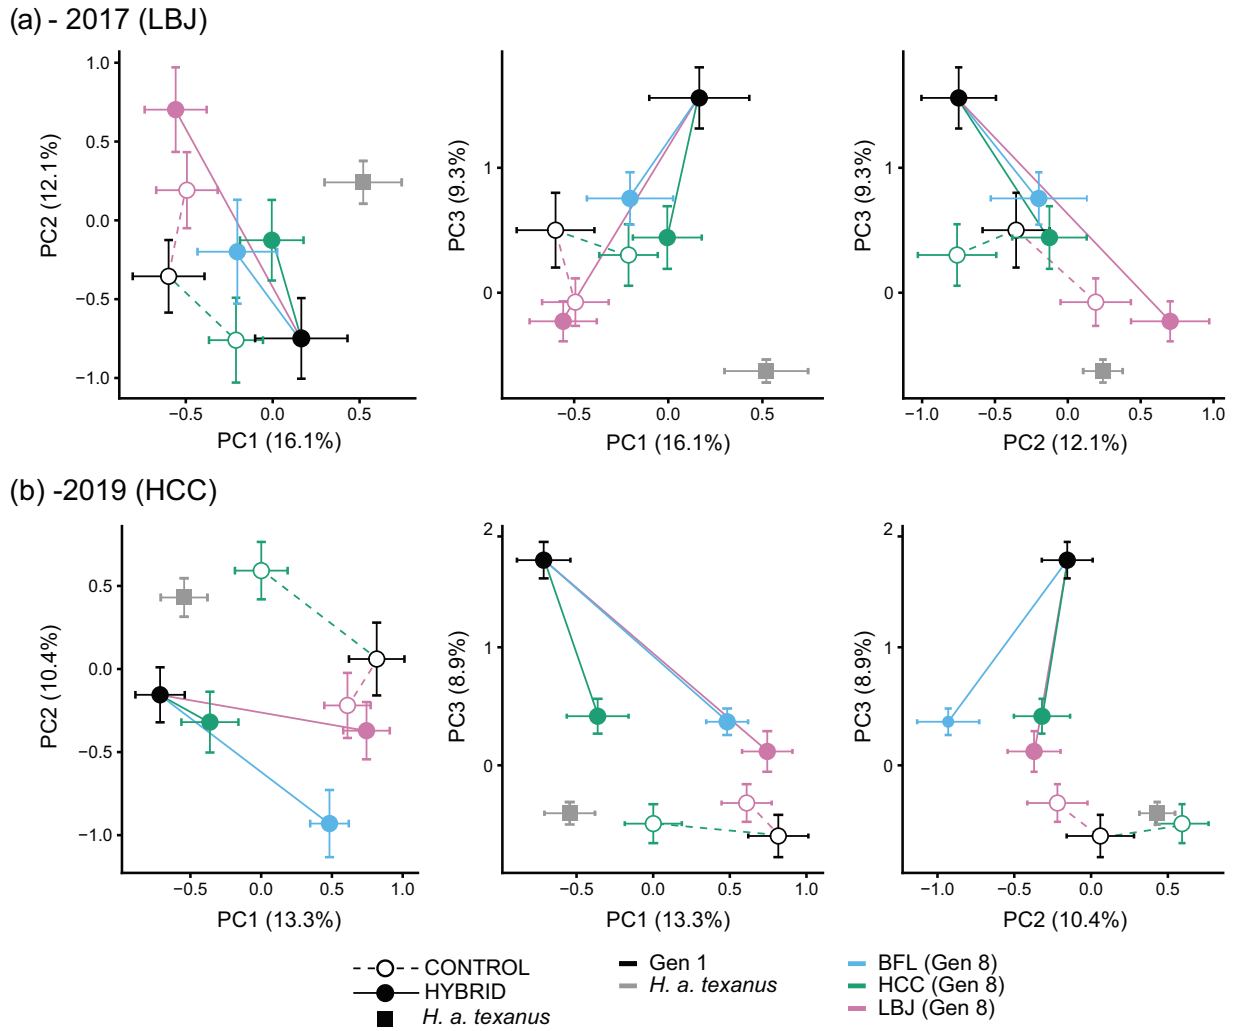 (a) - 2017 (LBJ)
1.0
0.5
0.0
−0.5
−1.0
PC2 (12.1%)
−0.5 0.0 0.5
PC1 (16.1%)
1
0
PC3 (9.3%)
−0.5 0.0 0.5
PC1 (16.1%)
1
0
PC3 (9.3%)
−1.0 −0.5 0.0 0.5 1.0
PC2 (12.1%)
(b) -2019 (HCC)
0.5
0.0
−0.5
−1.0
PC2 (10.4%)
−0.5 0.0 0.5 1.0
PC1 (13.3%)
2
1
0
PC3 (8.9%)
−0.5 0.0 0.5 1.0
PC1 (13.3%)
2
1
0
PC3 (8.9%)
−1.0 −0.5 0.0 0.5
PC2 (10.4%)
CONTROL
HYBRID
H. a. texanus
Gen 1
H. a. texanus
BFL (Gen 8)
HCC (Gen 8)
LBJ (Gen 8)